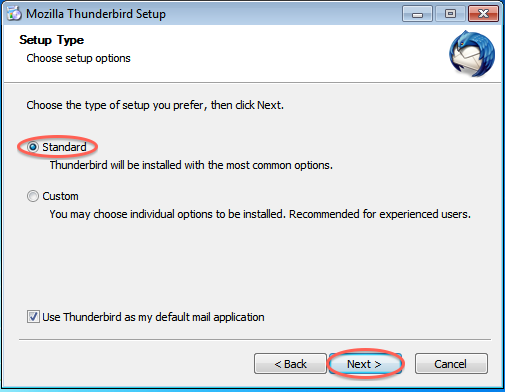 Mozilla Thunderbird Setup
Setup Type
Choose setup options
Choose the type of setup you prefer, then click Next.
Standard
Thunderbird will be installed with the most common options.
Custom
You may choose individual options to be installed. Recommended for experienced users.
Use Thunderbird as my default mail application
< Back Next > Cancel